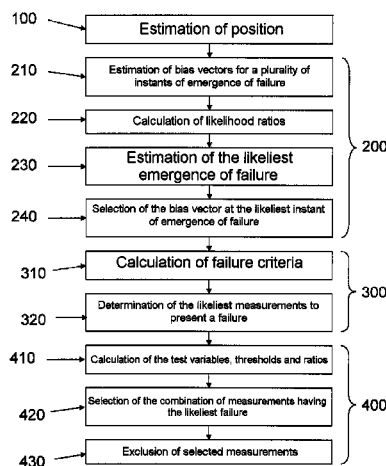 100
Estimation of position
210
Estimation of bias vectors for a plurality of
instants of emergence of failure
220
Calculation of likelihood ratios
230
Estimation of the likeliest
emergence of failure
200
240
Selection of the bias vector at the likeliest instant
of emergence of failure
310
Calculation of failure criteria
300
320
Determination of the likeliest measurements to
present a failure
410
Calculation of the test variables, thresholds and ratios
420
Selection of the combination of measurements having
the likeliest failure
400
430
Exclusion of selected measurements